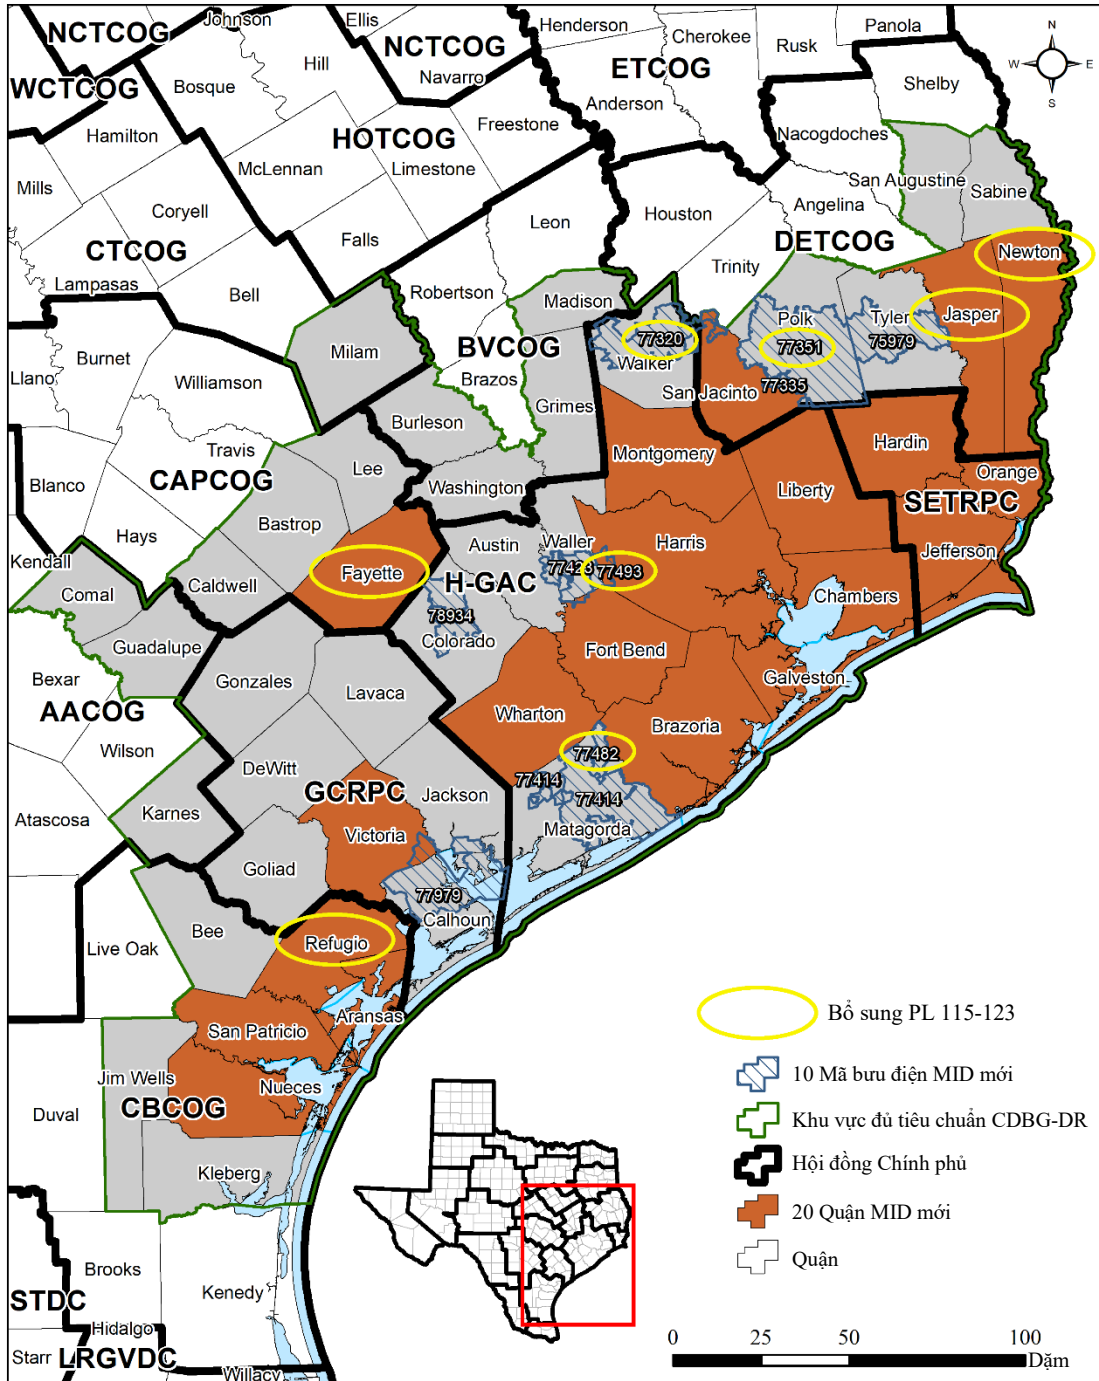 NCTCOG
Johnson
Ellis
NCTCOG
Henderson
Cherokee
Rusk
Panola
N
W
E
S
WCTCOG
Bosque
Hill
Navarro
ETCOG
Anderson
Shelby
Hamilton
HOTCOG
Freestone
Nacogdoches
McLennan
Limestone
San Augustine
Sabine
Mills
Coryell
Leon
Houston
Angelina
CTCOG
Falls
DETCOG
Newton
Lampasas
Bell
Robertson
Trinity
Madison
Milam
Polk
Tyler
Jasper
Burnet
BVCOG
77320
77351
75979
Llano
Williamson
Brazos
Walker
77335
San Jacinto
Grimes
Burleson
Travis
Montgomery
Hardin
CAPCOG
Lee
Washington
Liberty
Orange
Blanco
Bastrop
SETRPC
Hays
Austin
Waller
Harris
Jefferson
Kendall
Fayette
77423
77493
Comal
Caldwell
H-GAC
Chambers
78934
Colorado
Guadalupe
Fort Bend
Bexar
Gonzales
Lavaca
Galveston
AACOG
Wharton
Brazoria
Wilson
77482
DeWitt
77414
GCRPC
Jackson
77414
Karnes
Atascosa
Victoria
Matagorda
Goliad
77979
Calhoun
Bee
Live Oak
Refugio
Aransas
San Patricio
Jim Wells
Nueces
CBCOG
Duval
Kleberg
Brooks
Kenedy
STDC
Hidalgo
Starr
LRGVDC
Willacy
Bổ sung PL 115-123
10 Mã bưu điện MID mới
Khu vực đủ tiêu chuẩn CDBG-DR
Hội đồng Chính phủ
20 Quận MID mới
Quận
0 25 50 100
Dặm